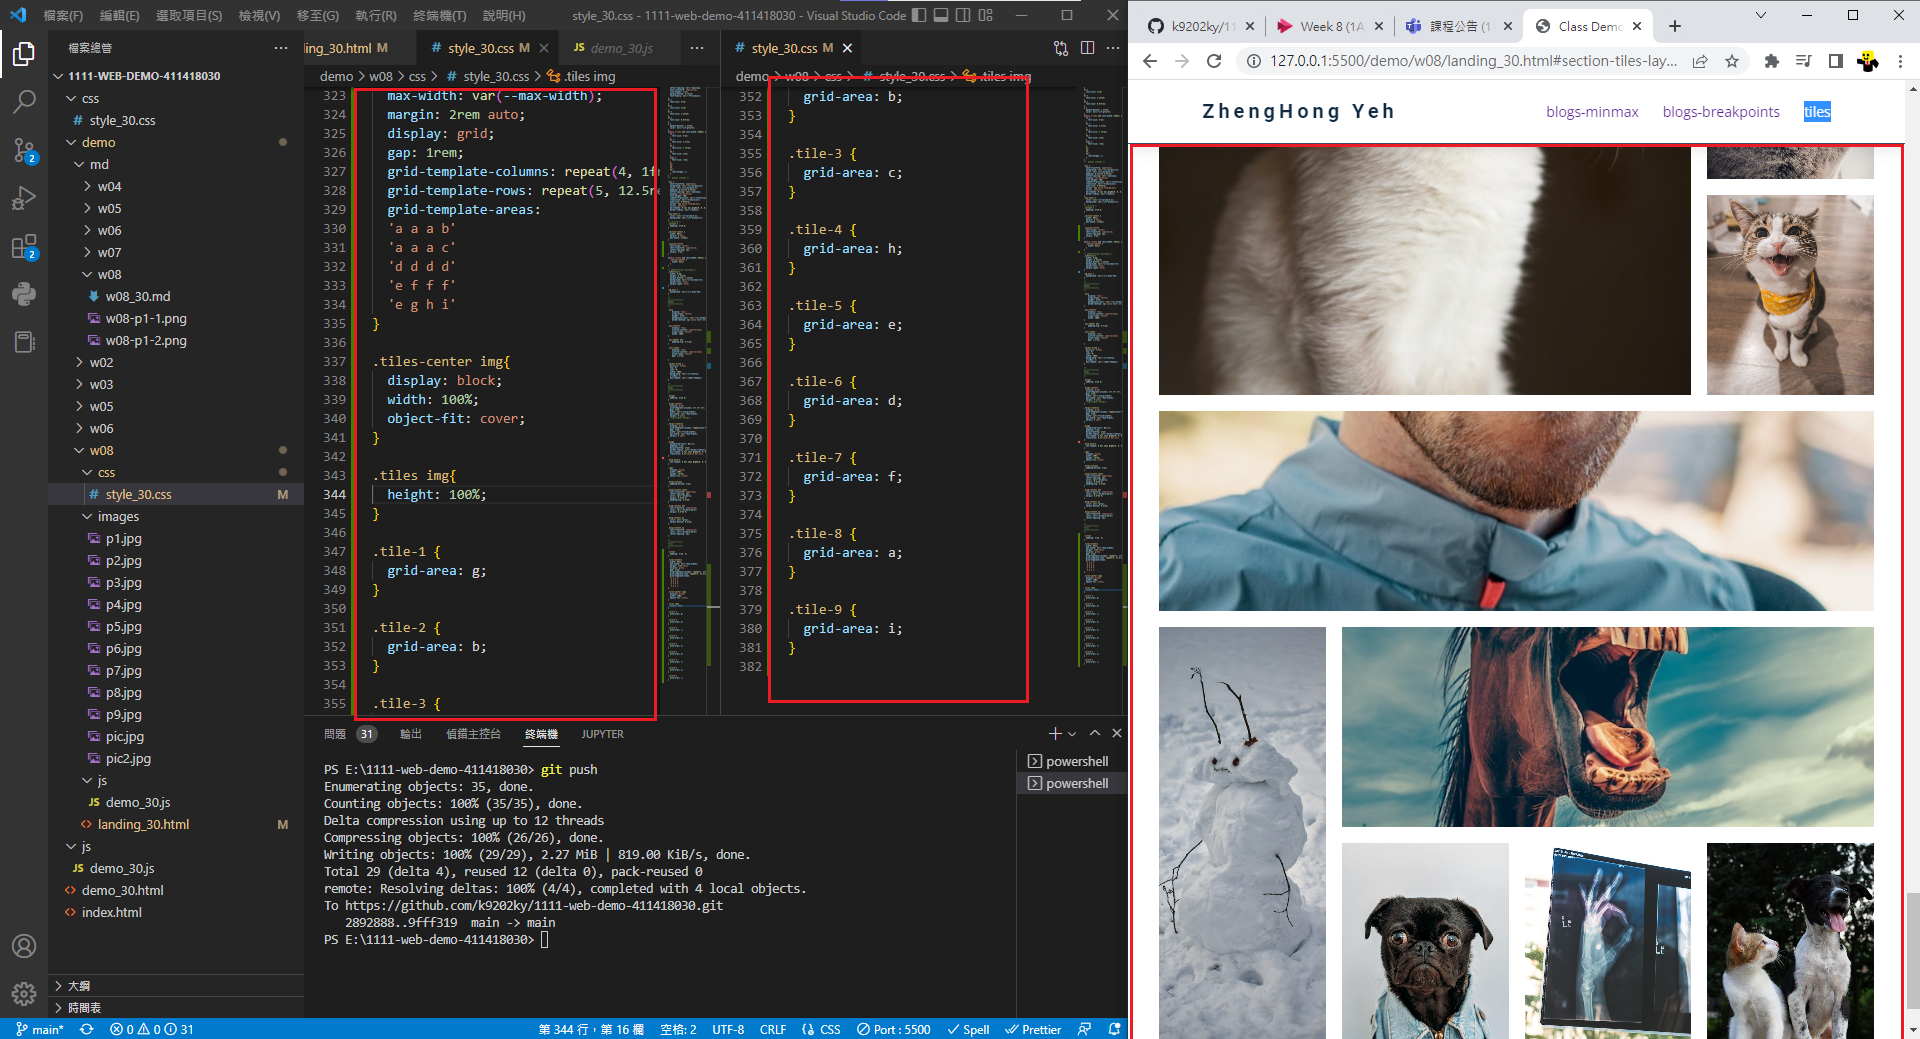 檔案(F) 編輯(E) 選取項目(S) 檢視(V) 移至(G) 執行(R) 終端機(T) 說明(H) style_30.css - 1111-web-demo-411418030 - Visual Studio Code
檔案總管
1111-WEB-DEMO-411418030
css
# style_30.css
demo
md
w04
w05
w06
w07
w08
w08_30.md
w08-p1-1.png
w08-p1-2.png
w02
w03
w05
w06
w08
css
# style_30.css M
images
p1.jpg
p2.jpg
p3.jpg
p4.jpg
p5.jpg
p6.jpg
p7.jpg
p8.jpg
p9.jpg
pic.jpg
pic2.jpg
js
JS demo_30.js
<> landing_30.html M
js
JS demo_30.js
<> demo_30.html
<> index.html
大綱
時間表
2
2
ding_30.html M # style_30.css M JS demo_30.js
demo > w08 > css > # style_30.css > .tiles img
323 max-width: var(--max-width);
324 margin: 2rem auto;
325 display: grid;
326 gap: 1rem;
327 grid-template-columns: repeat(4, 1f
328 grid-template-rows: repeat(5, 12.5r
329 grid-template-areas:
330 'a a a b'
331 'a a a c'
332 'd d d d'
333 'e f f f'
334 'e g h i'
335 }
336
337 .tiles-center img{
338 display: block;
339 width: 100%;
340 object-fit: cover;
341 }
342
343 .tiles img{
344 height: 100%;
345 }
346
347 .tile-1 {
348 grid-area: g;
349 }
350
351 .tile-2 {
352 grid-area: b;
353 }
354
355 .tile-3 {
# style_30.css M
demo > w08 > css > # style_30.css > .tiles img
352 grid-area: b;
353 }
354
355 .tile-3 {
356 grid-area: c;
357 }
358
359 .tile-4 {
360 grid-area: h;
361 }
362
363 .tile-5 {
364 grid-area: e;
365 }
366
367 .tile-6 {
368 grid-area: d;
369 }
370
371 .tile-7 {
372 grid-area: f;
373 }
374
375 .tile-8 {
376 grid-area: a;
377 }
378
379 .tile-9 {
380 grid-area: i;
381 }
382
問題 31 輸出 偵錯主控台 終端機 JUPYTER
PS E:\1111-web-demo-411418030> git push
Enumerating objects: 35, done.
Counting objects: 100% (35/35), done.
Delta compression using up to 12 threads
Compressing objects: 100% (26/26), done.
Writing objects: 100% (29/29), 2.27 MiB | 819.00 KiB/s, done.
Total 29 (delta 4), reused 12 (delta 0), pack-reused 0
remote: Resolving deltas: 100% (4/4), completed with 4 local objects.
To https://github.com/k9202ky/1111-web-demo-411418030.git
2892888..9fff319 main -> main
PS E:\1111-web-demo-411418030>
powershell
powershell
main* 0 0 31 第 344 行，第 16 欄 空格: 2 UTF-8 CRLF {} CSS Port : 5500 Spell Prettier
k9202ky/11 Week 8 (1A 課程公告 (1 Class Demo
127.0.0.1:5500/demo/w08/landing_30.html#section-tiles-lay...
ZhengHong Yeh blogs-minmax blogs-breakpoints tiles